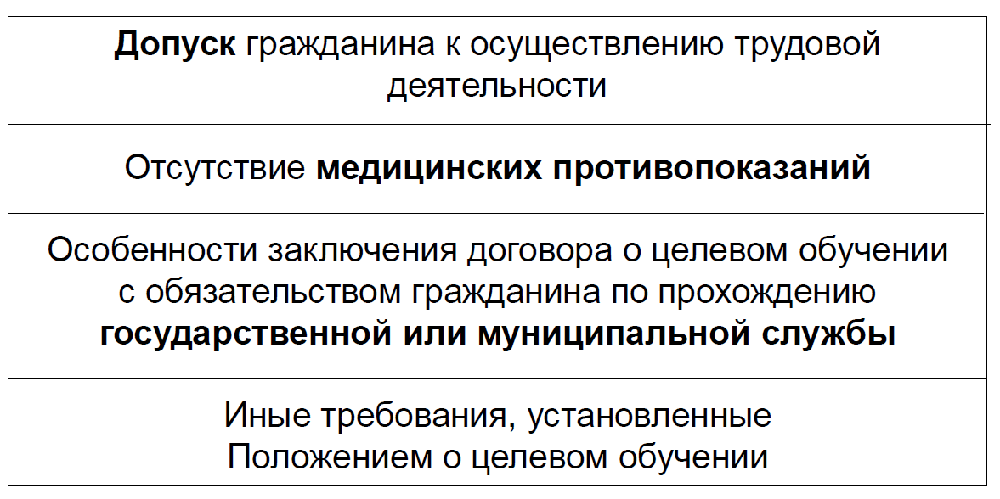 Допуск гражданина к осуществлению трудовой
деятельности
Отсутствие медицинских противопоказаний
Особенности заключения договора о целевом обучении
с обязательством гражданина по прохождению
государственной или муниципальной службы
Иные требования, установленные
Положением о целевом обучении